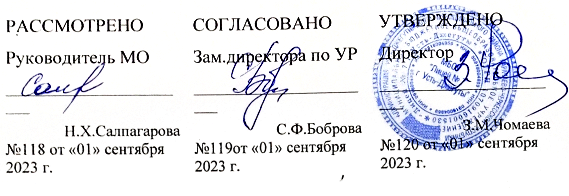 РАССМОТРЕНО
Руководитель МО
Н.Х.Салпагарова
№118 от «01» сентября
2023 г.
СОГЛАСОВАНО
Зам.директора по УР
С.Ф.Боброва
№119от «01» сентября
2023 г.
УТВЕРЖДЕНО
Директор
З.М.Чомаева
№120 от «01» сентября
2023 г.